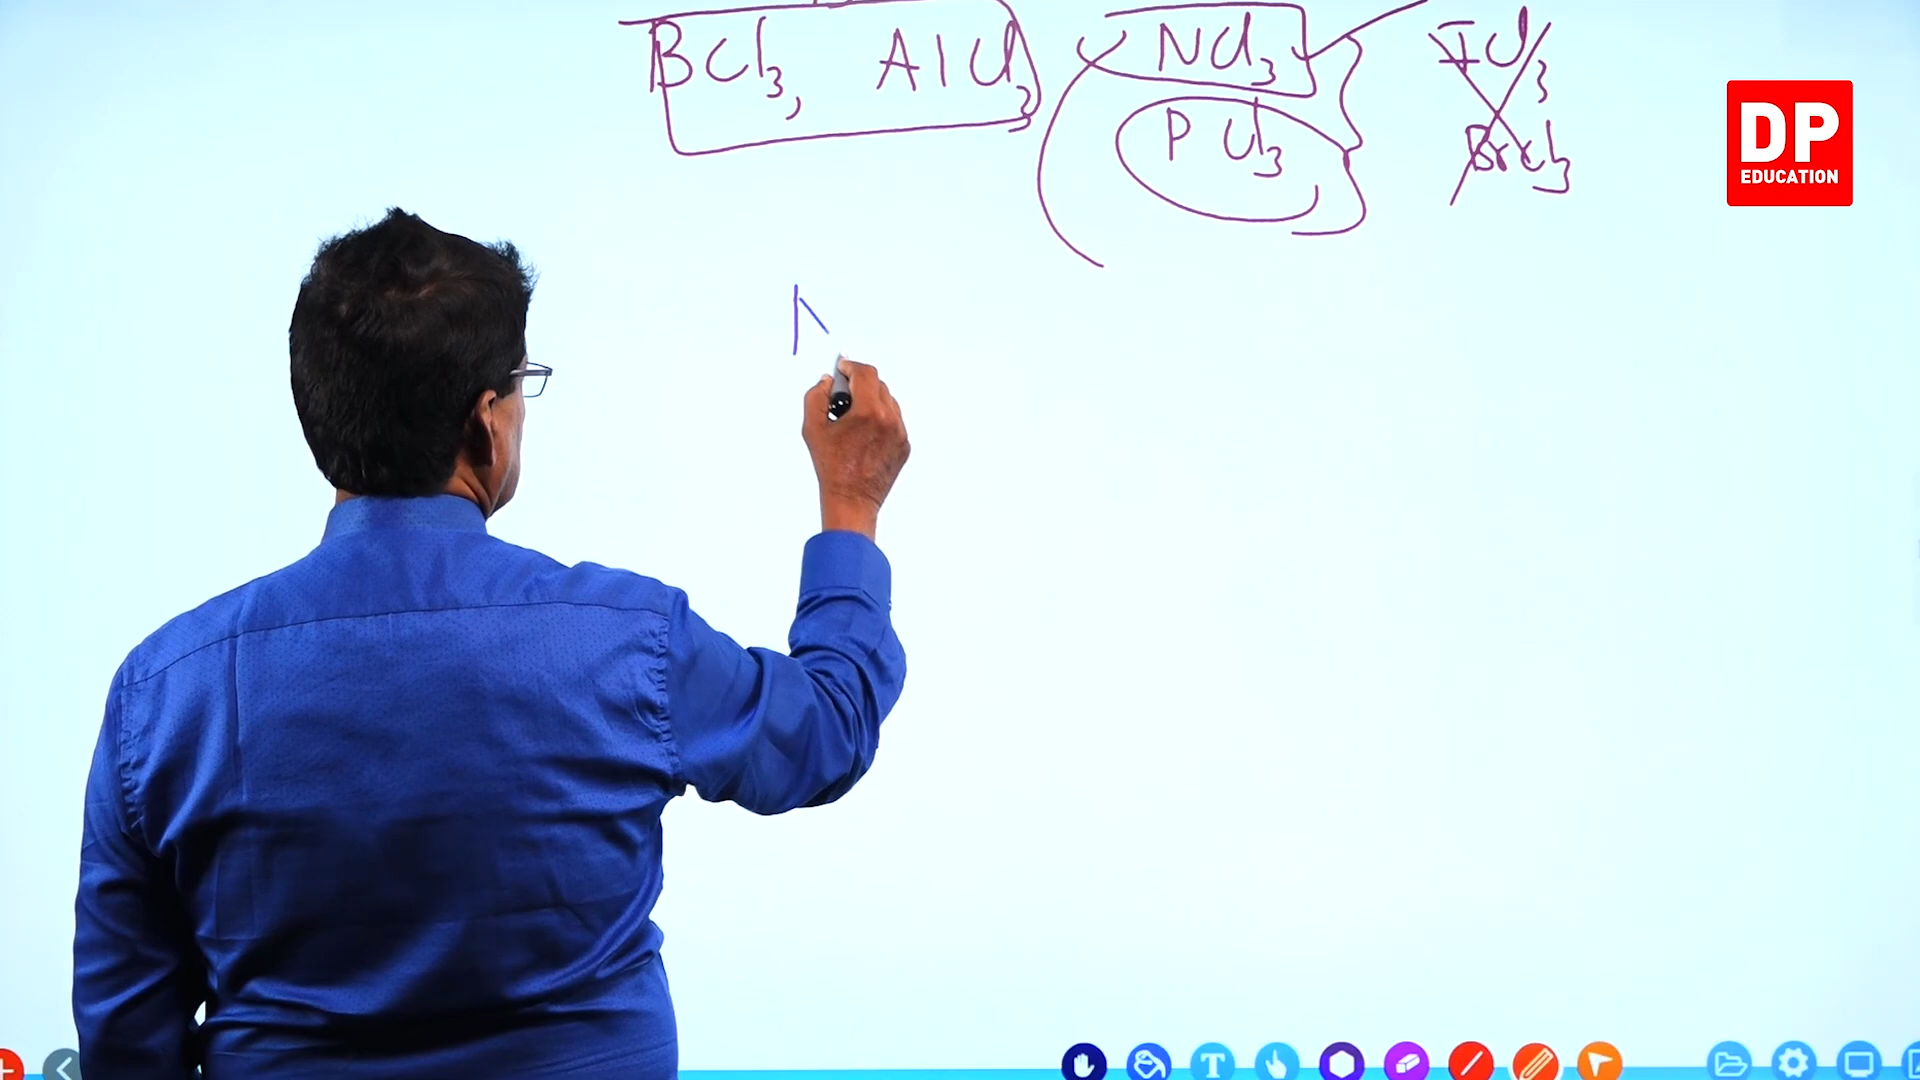 BCl3, AlCl3 NCl3 ICl3
PCl3 BrCl3
N
DP
EDUCATION
T